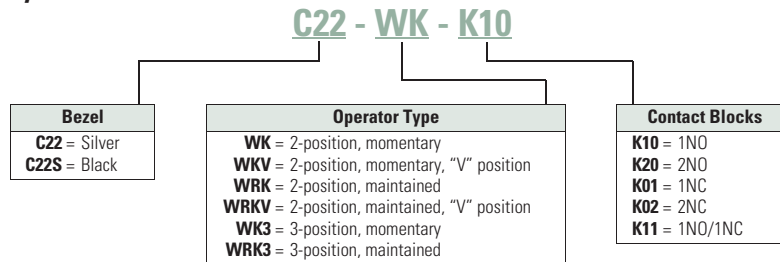 C22 - WK - K10
Bezel
C22 = Silver
C22S = Black
Operator Type
WK = 2-position, momentary
WKV = 2-position, momentary, “V” position
WRK = 2-position, maintained
WRKV = 2-position, maintained, “V” position
WK3 = 3-position, momentary
WRK3 = 3-position, maintained
Contact Blocks
K10 = 1NO
K20 = 2NO
K01 = 1NC
K02 = 2NC
K11 = 1NO/1NC